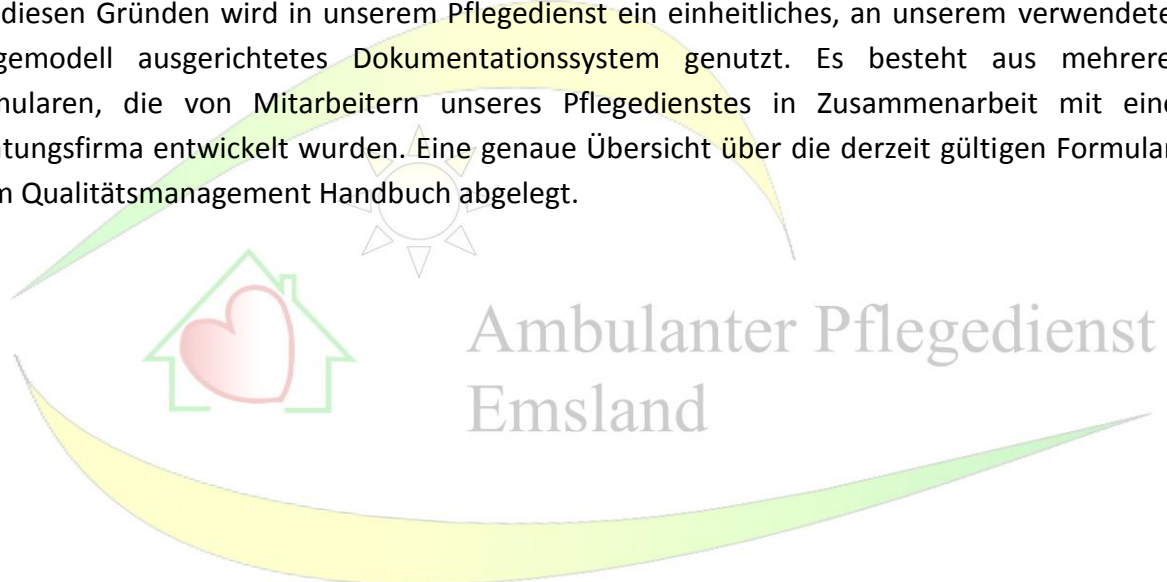 diesen Gründen wird in unserem Pflegedienst ein einheitliches, an unserem verwendete
gemodell ausgerichtetes Dokumentationssystem genutzt. Es besteht aus mehrere
mularen, die von Mitarbeitern unseres Pflegedienstes in Zusammenarbeit mit eine
atungsfirma entwickelt wurden. Eine genaue Übersicht über die derzeit gültigen Formular
m Qualitätsmanagement Handbuch abgelegt.
Ambulanter Pflegedienst
Emsland